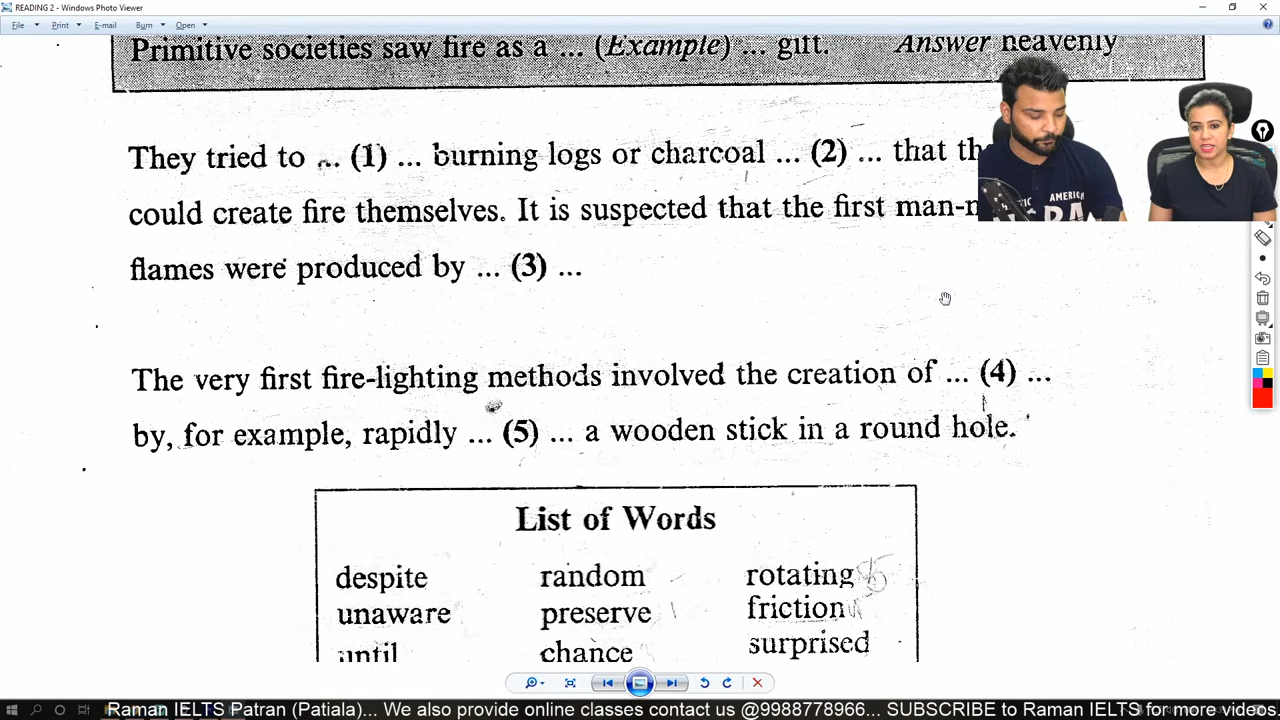 READING 2 - Windows Photo Viewer
File Print E-mail Burn Open
Primitive societies saw fire as a ... (Example) ... gift. Answer heavenly
They tried to ... (1) ... burning logs or charcoal ... (2) ... that
could create fire themselves. It is suspected that the first
flames were produced by ... (3) ...
The very first fire-lighting methods involved the creation of ... (4) ...
by, for example, rapidly ... (5) ... a wooden stick in a round hole.
List of Words
despite random rotating 5
unaware preserve friction
until chance surprised
AMERICAN
Raman IELTS Patran (Patiala)... We also provide online classes contact us @9988778966... SUBSCRIBE to Raman IELTS for more videos